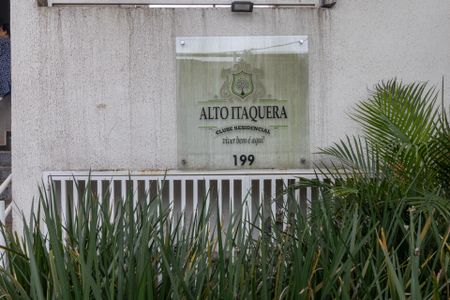 ALTO ITAQUERA
CLUBE RESIDENCIAL
viver bem é aqui!
199